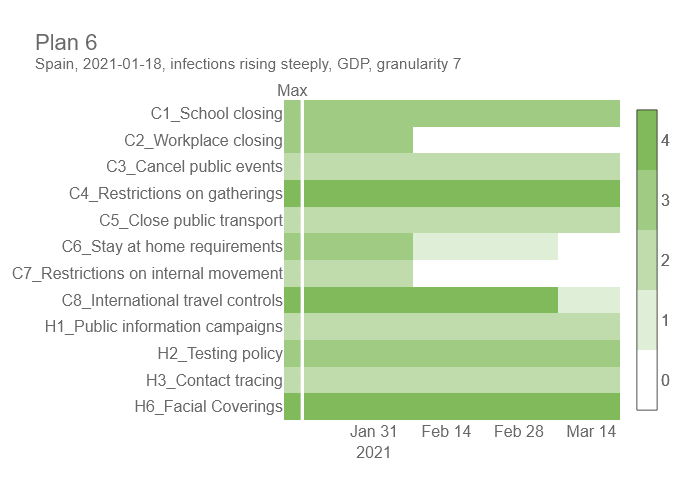 Plan 6
Spain, 2021-01-18, infections rising steeply, GDP, granularity 7
Max
C1_School closing
C2_Workplace closing
C3_Cancel public events
C4_Restrictions on gatherings
C5_Close public transport
C6_Stay at home requirements
C7_Restrictions on internal movement
C8_International travel controls
H1_Public information campaigns
H2_Testing policy
H3_Contact tracing
H6_Facial Coverings
Jan 31 Feb 14 Feb 28 Mar 14
2021
4
3
2
1
0